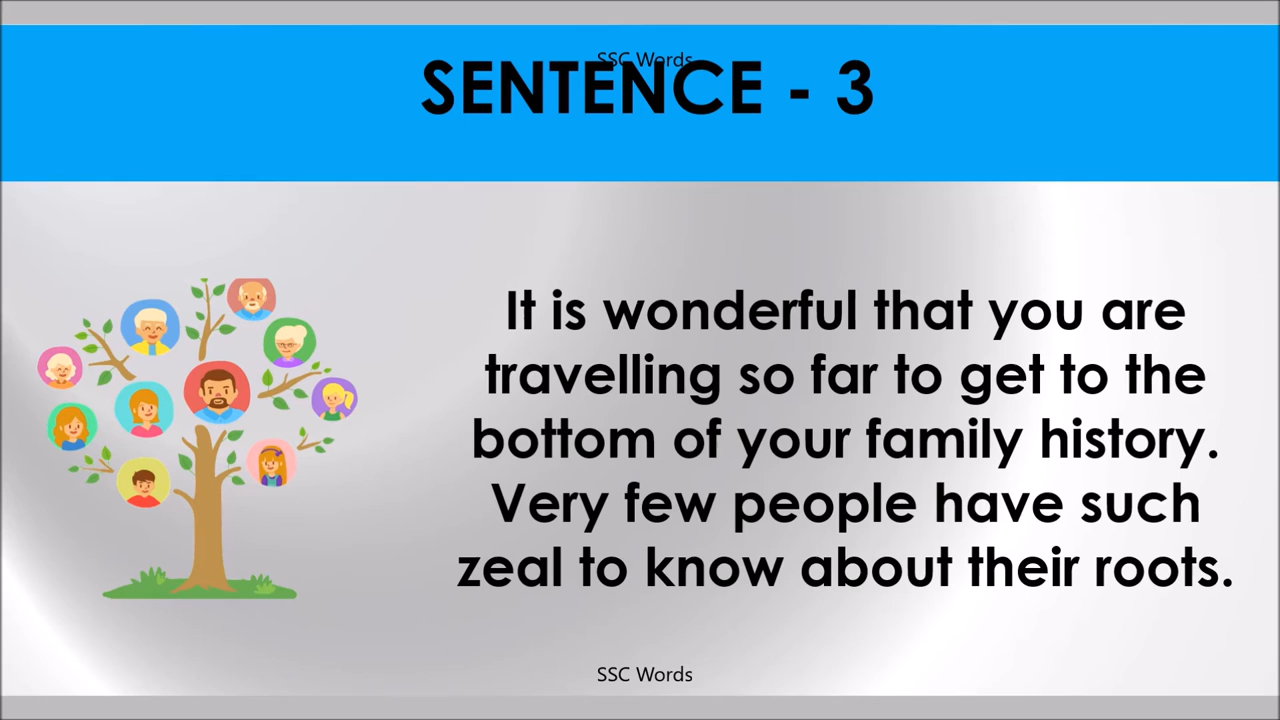 SSC Words
SENTENCE - 3
It is wonderful that you are
travelling so far to get to the
bottom of your family history.
Very few people have such
zeal to know about their roots.
SSC Words